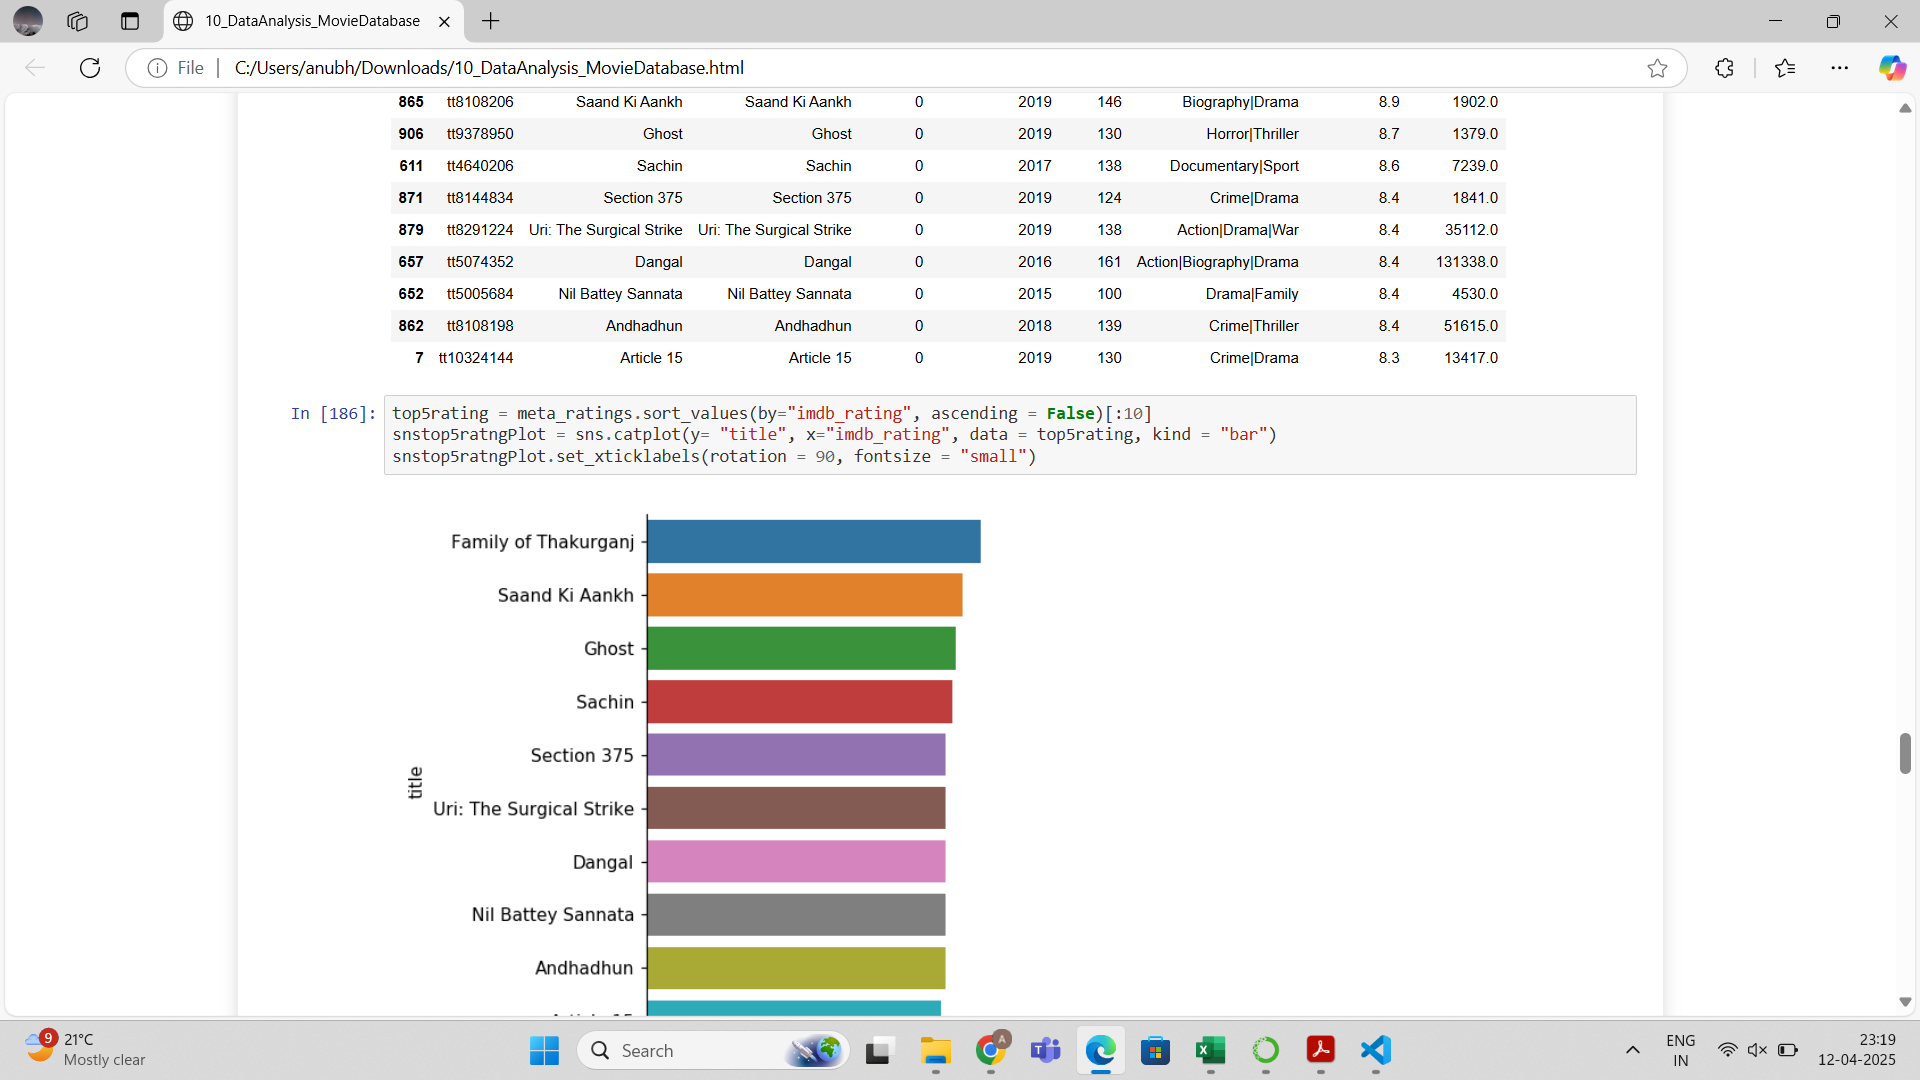 10_DataAnalysis_MovieDatabase
File C:/Users/anubh/Downloads/10_DataAnalysis_MovieDatabase.html
865 tt8108206 Saand Ki Aankh Saand Ki Aankh 0 2019 146 Biography|Drama 8.9 1902.0
906 tt9378950 Ghost Ghost 0 2019 130 Horror|Thriller 8.7 1379.0
611 tt4640206 Sachin Sachin 0 2017 138 Documentary|Sport 8.6 7239.0
871 tt8144834 Section 375 Section 375 0 2019 124 Crime|Drama 8.4 1841.0
879 tt8291224 Uri: The Surgical Strike Uri: The Surgical Strike 0 2019 138 Action|Drama|War 8.4 35112.0
657 tt5074352 Dangal Dangal 0 2016 161 Action|Biography|Drama 8.4 131338.0
652 tt5005684 Nil Battey Sannata Nil Battey Sannata 0 2015 100 Drama|Family 8.4 4530.0
862 tt8108198 Andhadhun Andhadhun 0 2018 139 Crime|Thriller 8.4 51615.0
7 tt10324144 Article 15 Article 15 0 2019 130 Crime|Drama 8.3 13417.0
In [186]: top5rating = meta_ratings.sort_values(by="imdb_rating", ascending = False)[:10]
snstop5ratngPlot = sns.catplot(y= "title", x="imdb_rating", data = top5rating, kind = "bar")
snstop5ratngPlot.set_xticklabels(rotation = 90, fontsize = "small")
Family of Thakurganj
Saand Ki Aankh
Ghost
Sachin
Section 375
title
Uri: The Surgical Strike
Dangal
Nil Battey Sannata
Andhadhun
9
21°C
Mostly clear
Search
A
ENG
IN
23:19
12-04-2025